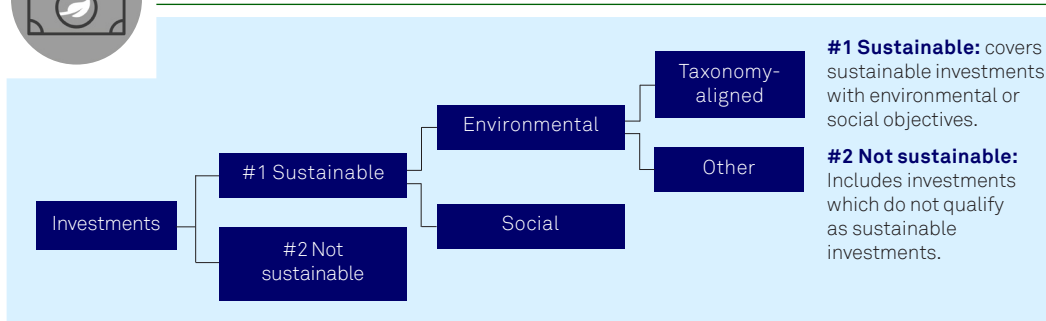 Investments
#1 Sustainable
#2 Not
sustainable
Environmental
Social
Taxonomy-
aligned
Other
#1 Sustainable: covers
sustainable investments
with environmental or
social objectives.
#2 Not sustainable:
Includes investments
which do not qualify
as sustainable
investments.